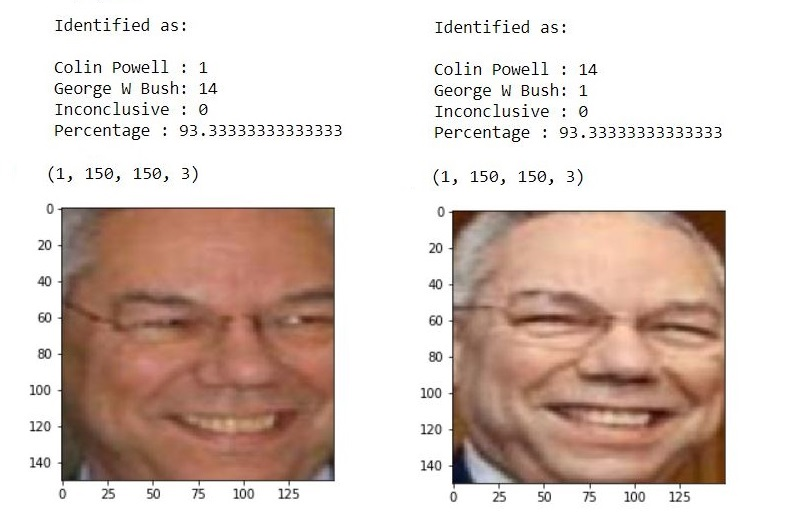 Identified as:
Colin Powell : 1
George W Bush: 14
Inconclusive : 0
Percentage : 93.33333333333333
(1, 150, 150, 3)
0
20
40
60
80
100
120
140
0 25 50 75 100 125
Identified as:
Colin Powell : 14
George W Bush: 1
Inconclusive : 0
Percentage : 93.33333333333333
(1, 150, 150, 3)
0
20
40
60
80
100
120
140
0 25 50 75 100 125